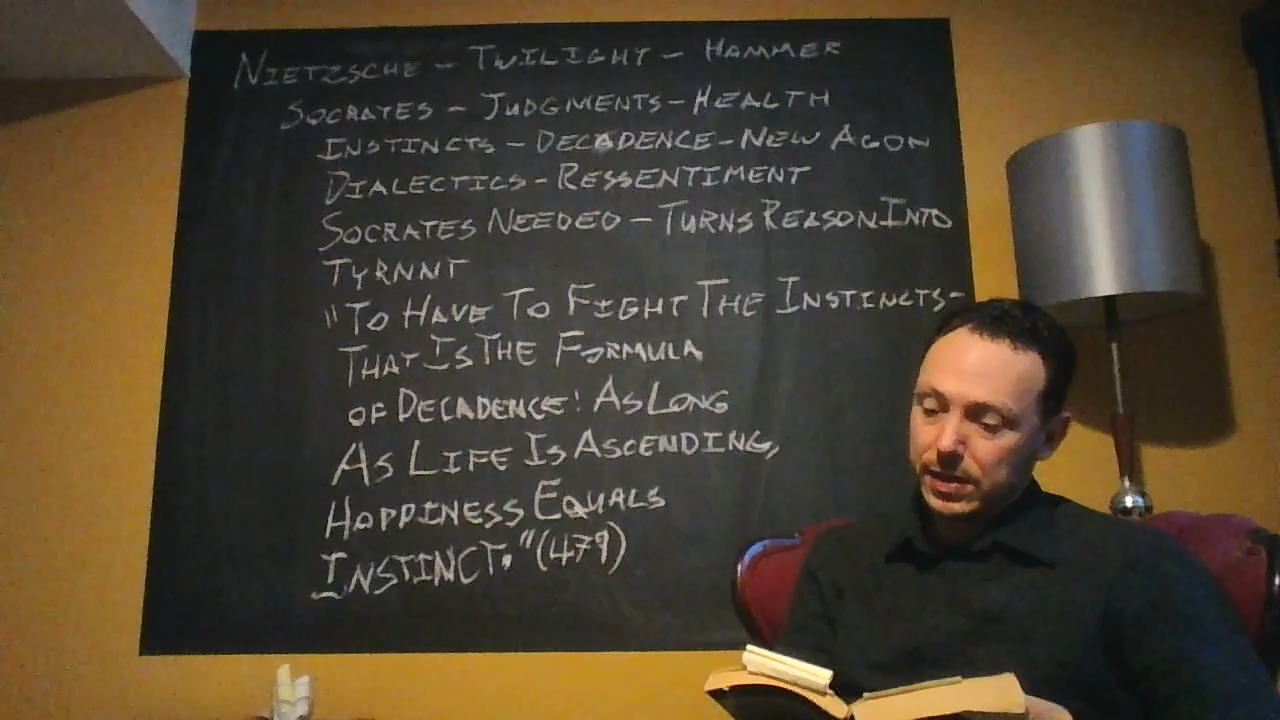 NIETZSCHE - TWILIGHT - HAMMER
SOCRATES - JUDGMENTS - HEALTH
INSTINCTS - DECADENCE - NEW AGON
DIALECTICS - RESSENTIMENT
SOCRATES NEEDED - TURNS REASON INTO
TYRNNT
"TO HAVE TO FIGHT THE INSTINCTS-
THAT IS THE FORMULA
OF DECADENCE: AS LONG
AS LIFE IS ASCENDING,
HAPPINESS EQUALS
INSTINCT." (479)